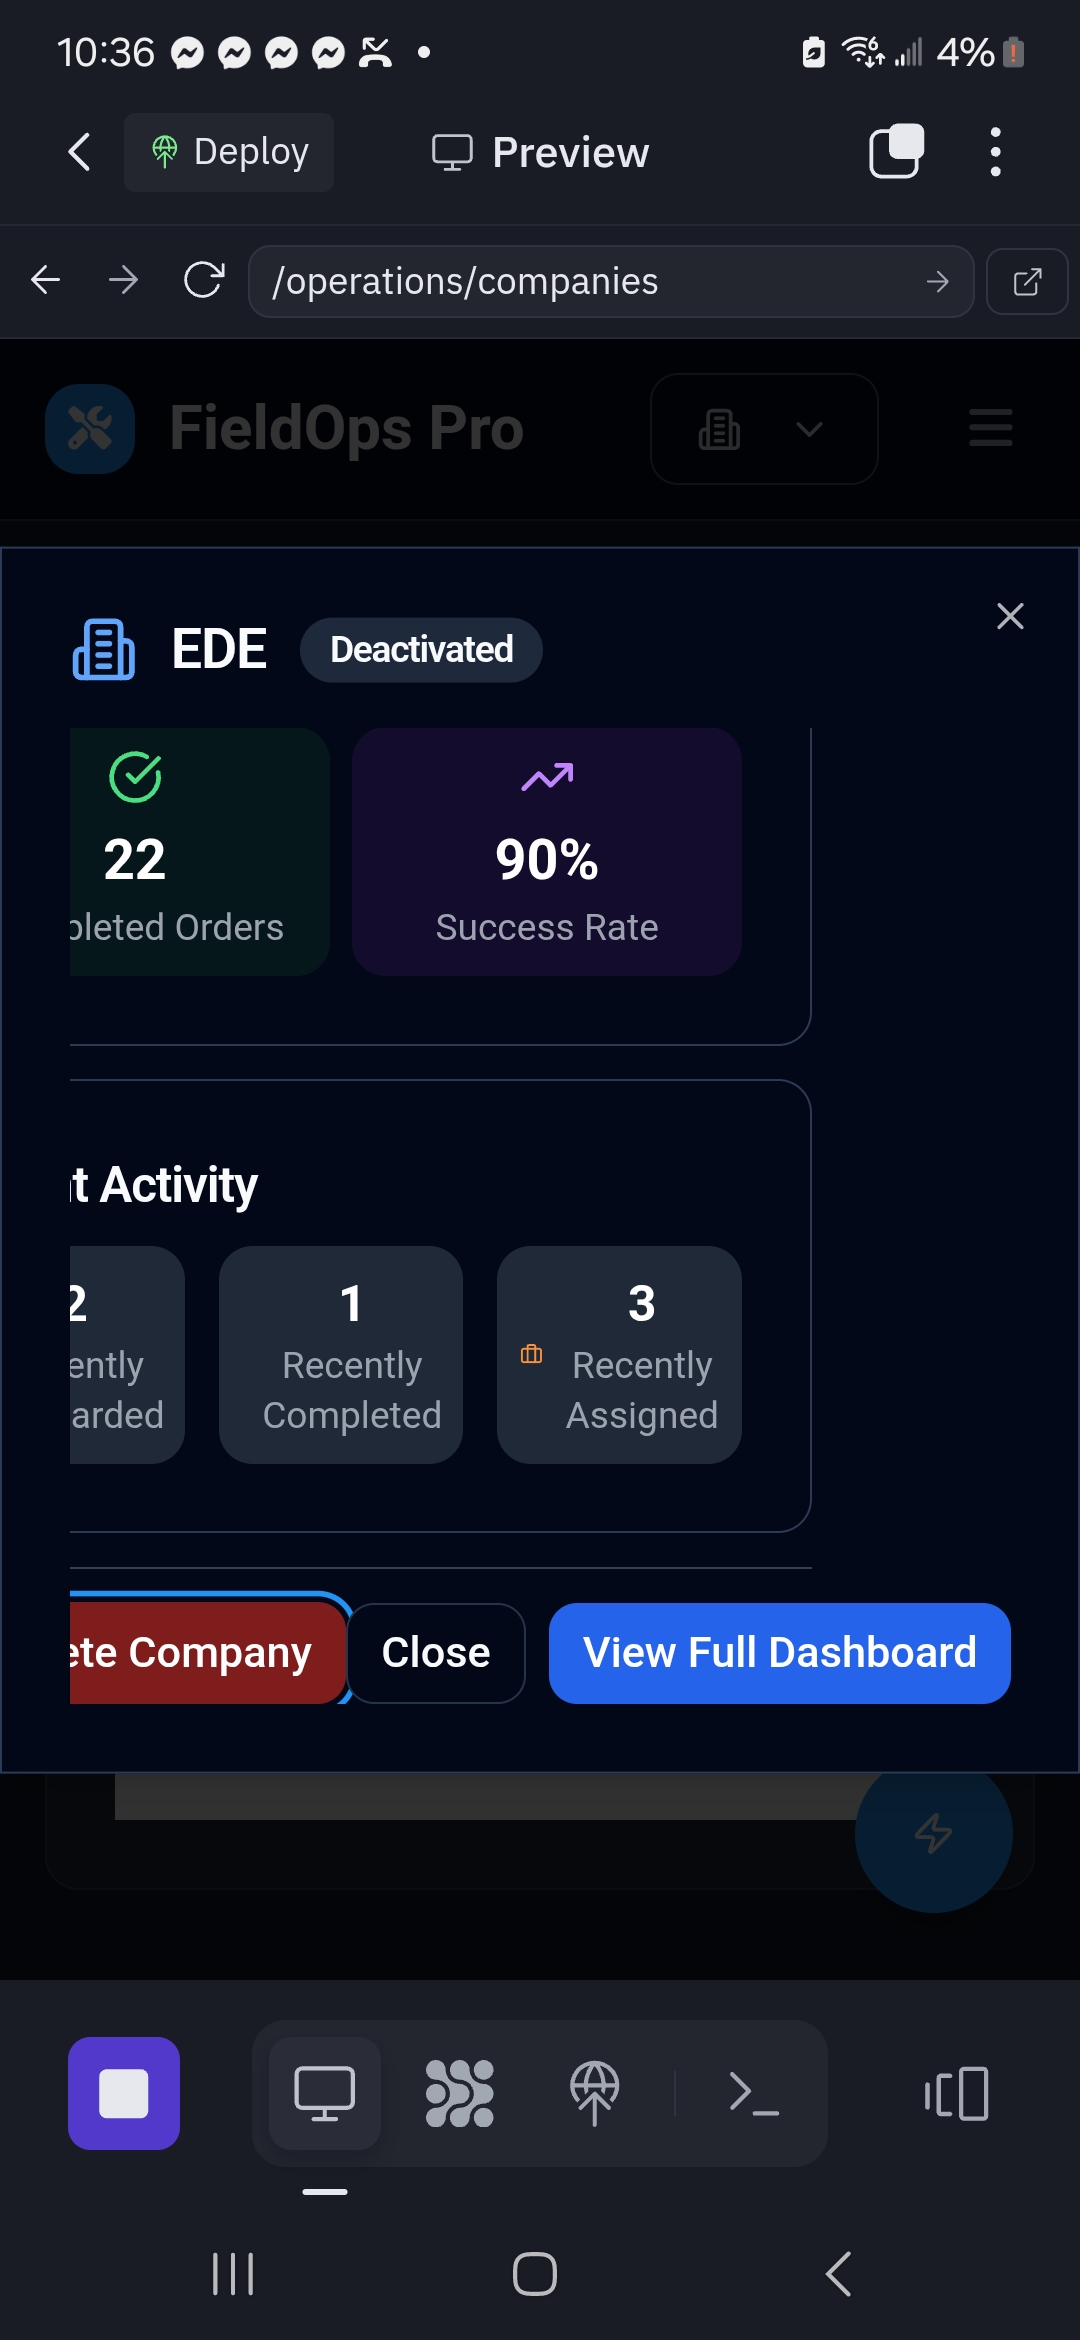 10:36
4%
Deploy
Preview
/operations/companies
FieldOps Pro
EDE
Deactivated
22
90%
pleted Orders
Success Rate
t Activity
2
1
3
ently
Recently
Recently
arded
Completed
Assigned
ete Company
Close
View Full Dashboard